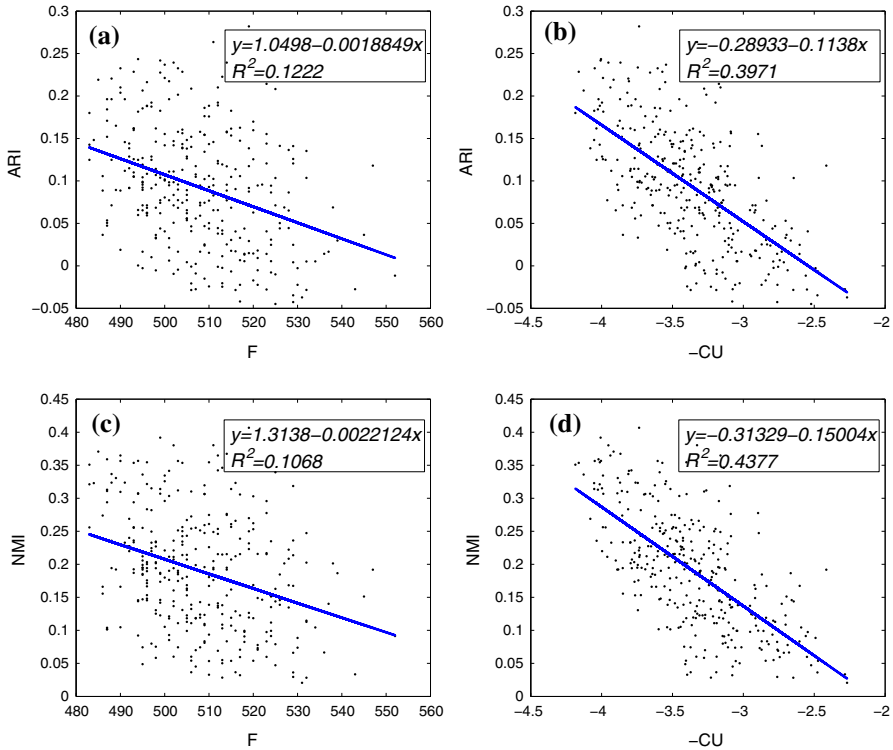 (a)
y=1.0498−0.0018849x
R²=0.1222
0.3
0.25
0.2
0.15
0.1
0.05
0
−0.05
ARI
480 490 500 510 520 530 540 550 560
F
(b)
y=−0.28933−0.1138x
R²=0.3971
0.3
0.25
0.2
0.15
0.1
0.05
0
−0.05
ARI
−4.5 −4 −3.5 −3 −2.5 −2
−CU
(c)
y=1.3138−0.0022124x
R²=0.1068
0.45
0.4
0.35
0.3
0.25
0.2
0.15
0.1
0.05
0
NMI
480 490 500 510 520 530 540 550 560
F
(d)
y=−0.31329−0.15004x
R²=0.4377
0.45
0.4
0.35
0.3
0.25
0.2
0.15
0.1
0.05
0
NMI
−4.5 −4 −3.5 −3 −2.5 −2
−CU